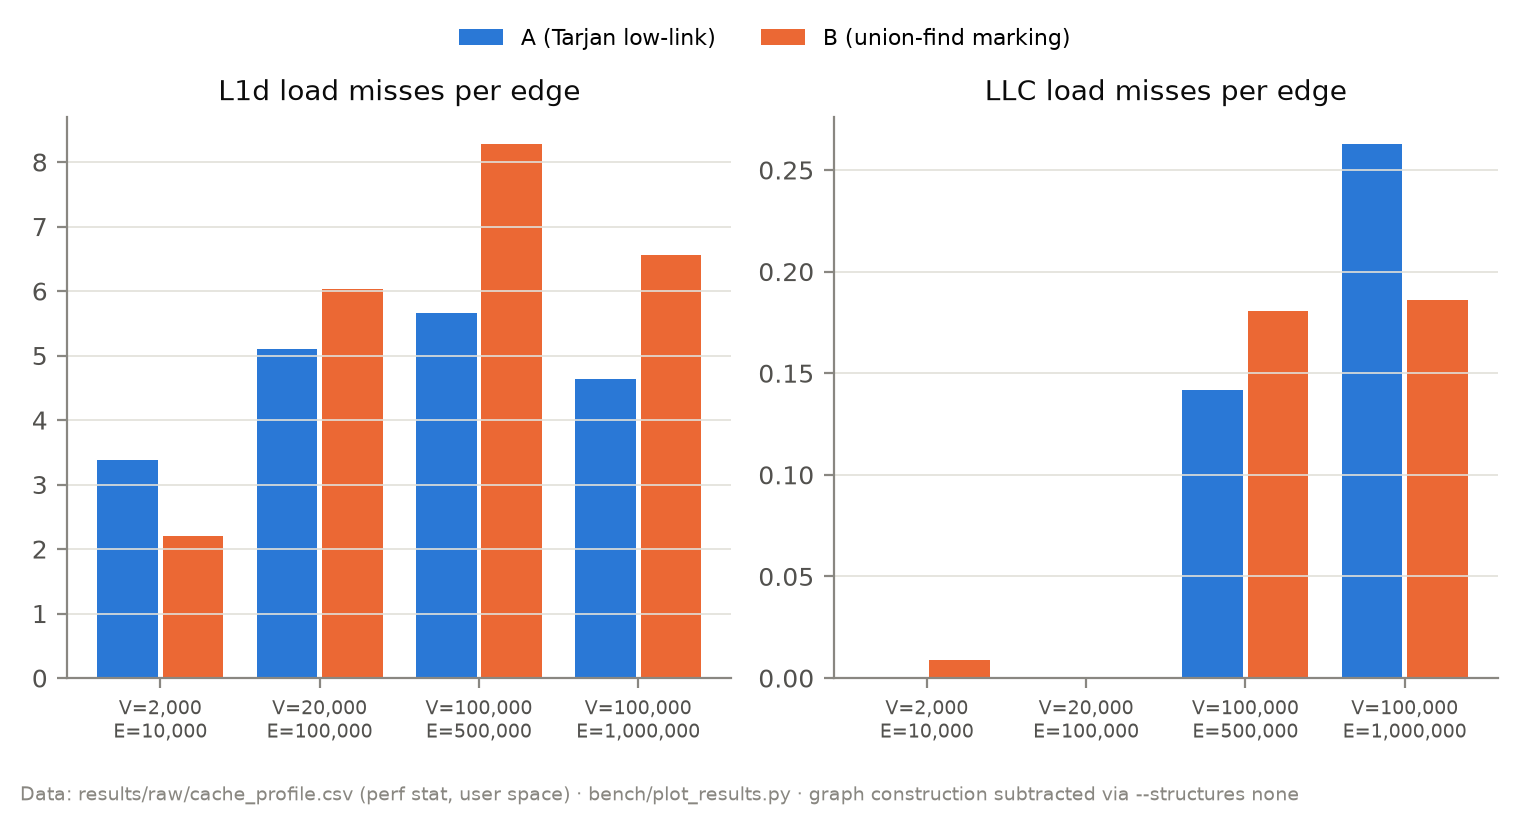 A (Tarjan low-link) B (union-find marking)
L1d load misses per edge
8
7
6
5
4
3
2
1
0
V=2,000 V=20,000 V=100,000 V=100,000
E=10,000 E=100,000 E=500,000 E=1,000,000
LLC load misses per edge
0.25
0.20
0.15
0.10
0.05
0.00
V=2,000 V=20,000 V=100,000 V=100,000
E=10,000 E=100,000 E=500,000 E=1,000,000
Data: results/raw/cache_profile.csv (perf stat, user space) · bench/plot_results.py · graph construction subtracted via --structures none